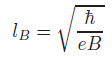 l_B = \sqrt{\frac{\hbar}{eB}}